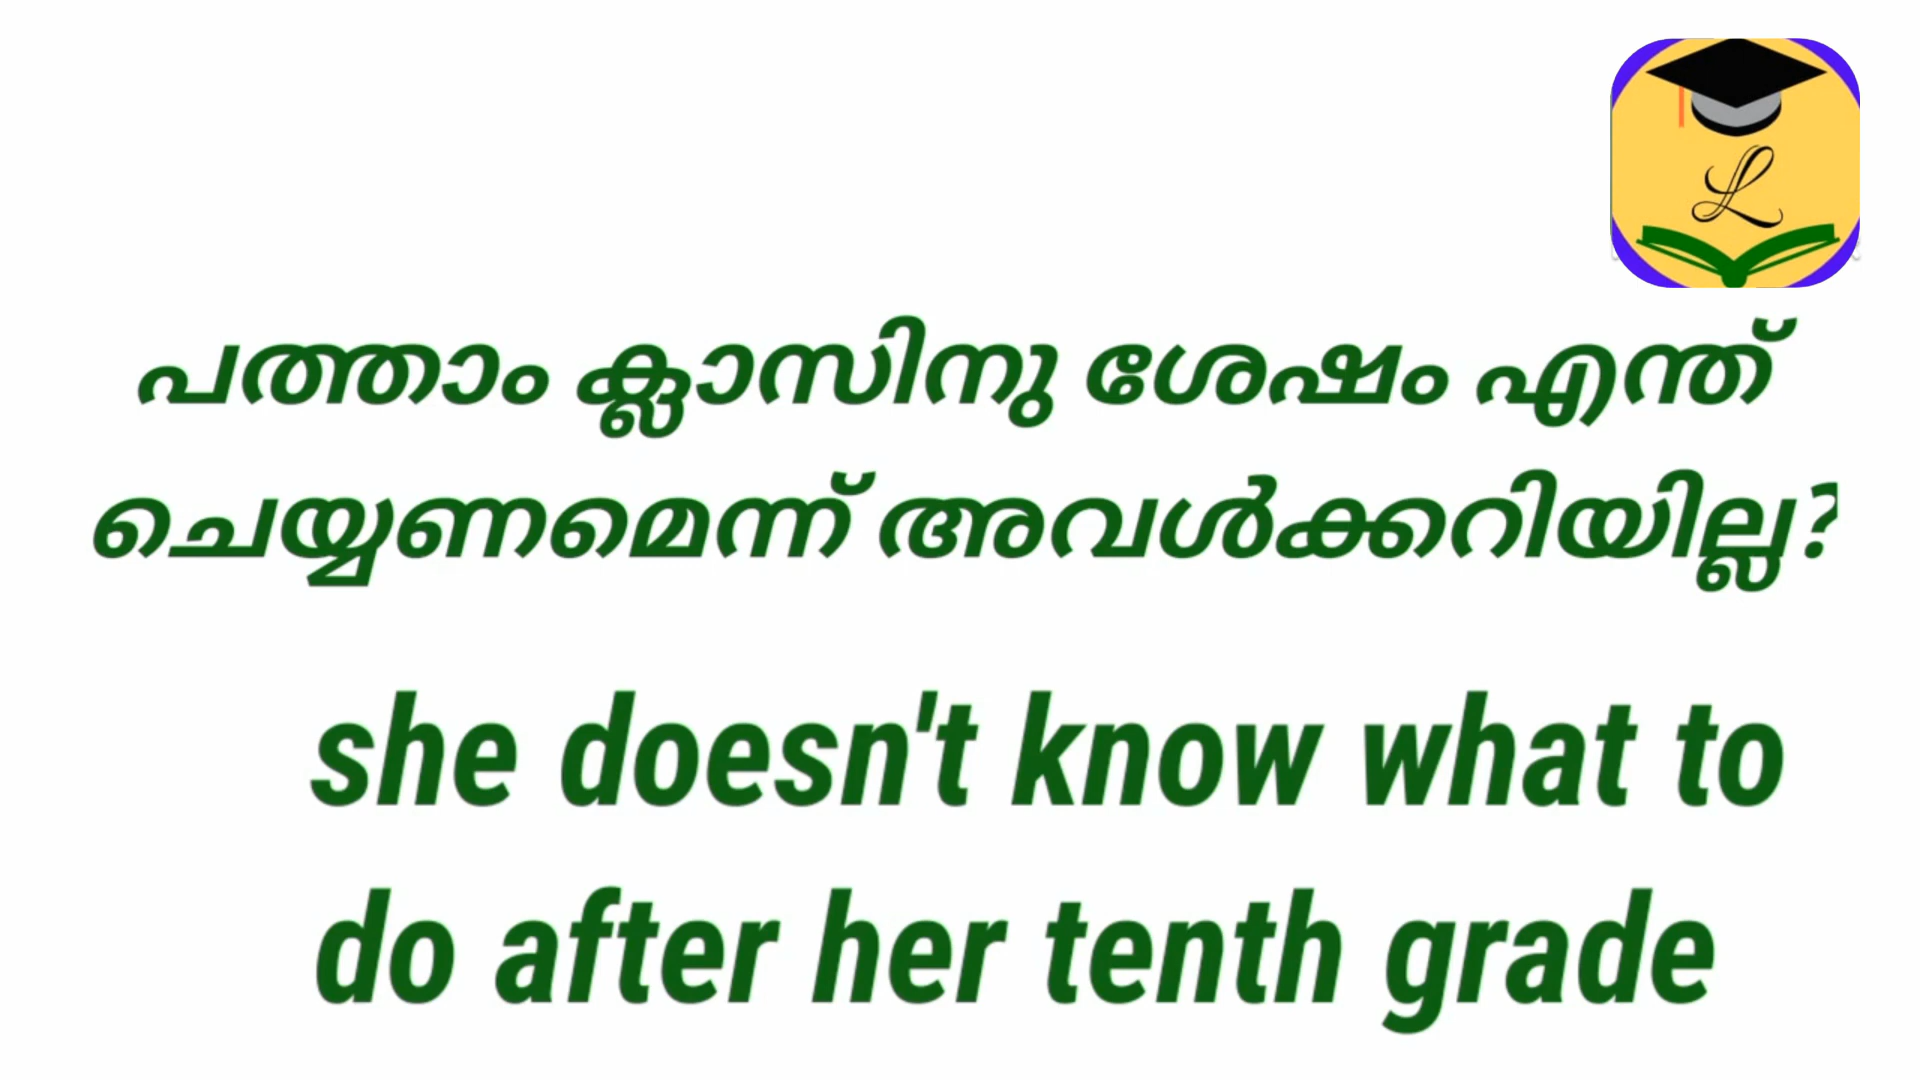 L
പത്താം ക്ലാസിനു ശേഷം എന്ത്
ചെയ്യണമെന്ന് അവൾക്കറിയില്ല?
she doesn't know what to
do after her tenth grade